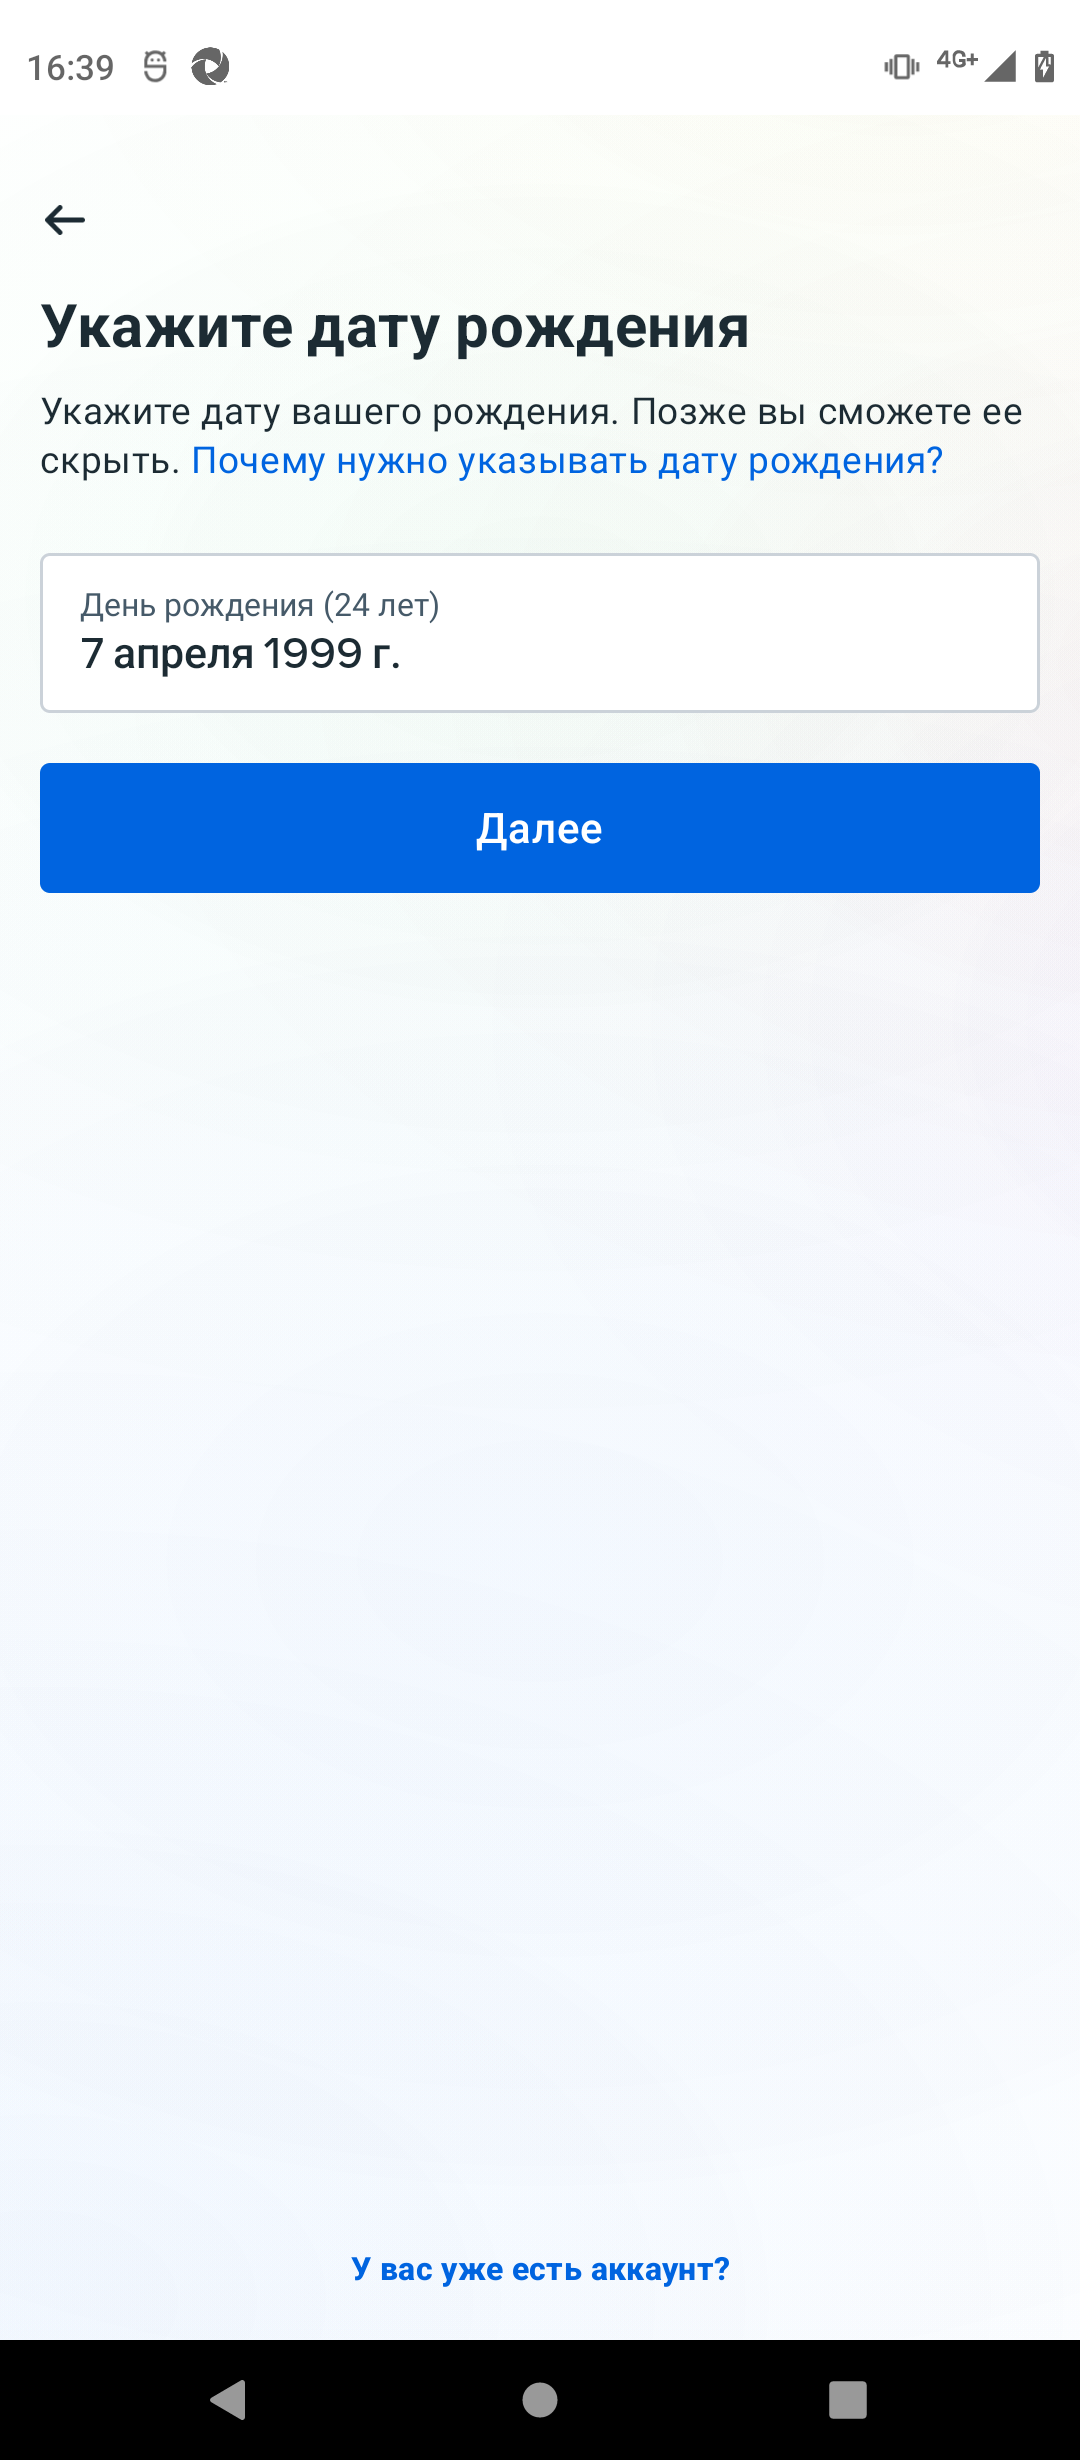 16:39
4G+
Укажите дату рождения
Укажите дату вашего рождения. Позже вы сможете ее
скрыть. Почему нужно указывать дату рождения?
День рождения (24 лет)
7 апреля 1999 г.
Далее
У вас уже есть аккаунт?